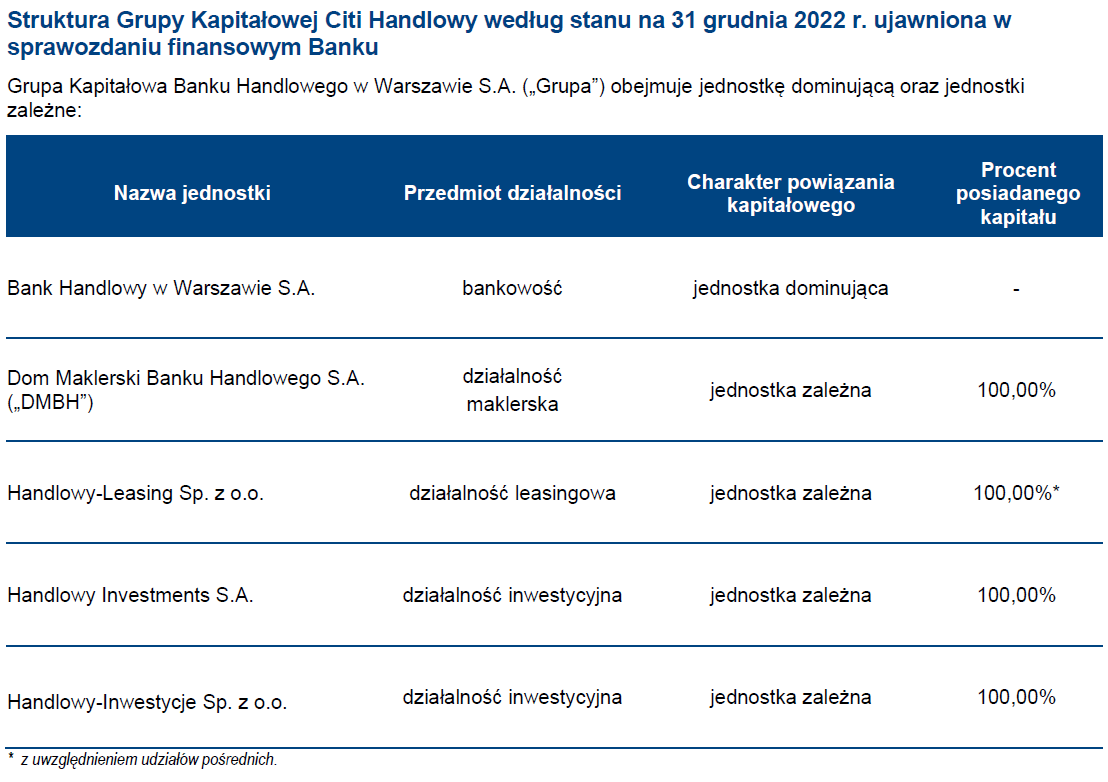 Struktura Grupy Kapitałowej Citi Handlowy według stanu na 31 grudnia 2022 r. ujawniona w
sprawozdaniu finansowym Banku
Grupa Kapitałowa Banku Handlowego w Warszawie S.A. („Grupa”) obejmuje jednostkę dominującą oraz jednostki
zależne:
Nazwa jednostki
Przedmiot działalności
Charakter powiązania
kapitałowego
Procent
posiadanego
kapitału
Bank Handlowy w Warszawie S.A.
bankowość
jednostka dominująca
-
Dom Maklerski Banku Handlowego S.A.
(„DMBH”)
działalność
maklerska
jednostka zależna
100,00%
Handlowy-Leasing Sp. z o.o.
działalność leasingowa
jednostka zależna
100,00%*
Handlowy Investments S.A.
działalność inwestycyjna
jednostka zależna
100,00%
Handlowy-Inwestycje Sp. z o.o.
działalność inwestycyjna
jednostka zależna
100,00%
* z uwzględnieniem udziałów pośrednich.